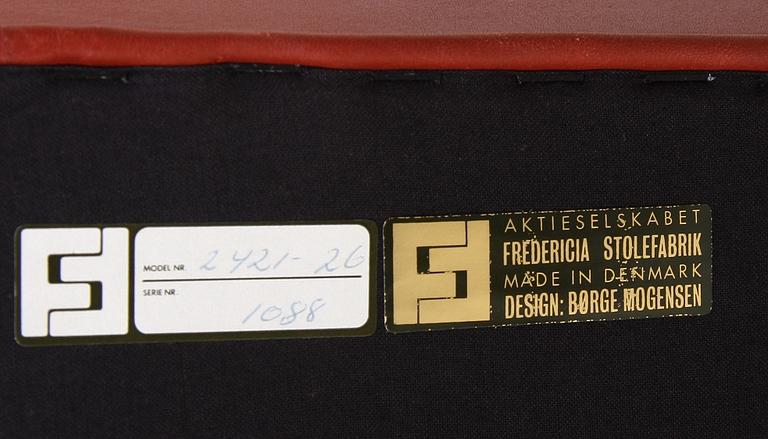 MODEL NR. 2421-26
SERIE NR.
1088
AKTIESELSKABET
FREDERICIA STOLEFABRIK
MADE IN DENMARK
DESIGN: BØRGE MOGENSEN